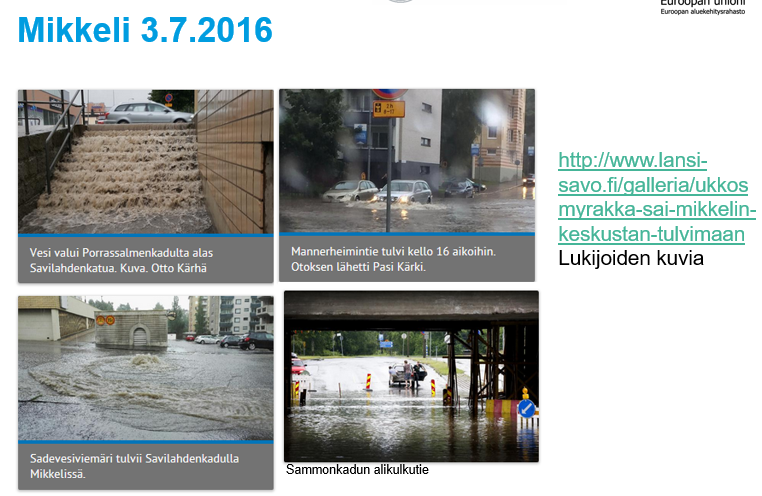 Euroopan unioni
Euroopan aluekehitysrahasto
Mikkeli 3.7.2016
Vesi valui Porrassalmenkadulta alas
Savilahdenkatua. Kuva. Otto Kärhä
Mannerheimintie tulvi kello 16 aikoihin.
Otoksen lähetti Pasi Kärki.
http://www.lansi-
savo.fi/galleria/ukkos
myrakka-sai-mikkelin-
keskustan-tulvimaan
Lukijoiden kuvia
Sadevesiviemäri tulvii Savilahdenkadulla
Mikkelissä.
Sammonkadun alikulkutie